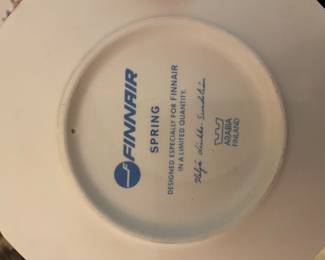 FINNAIR
SPRING
DESIGNED ESPECIALLY FOR FINNAIR
IN A LIMITED QUANTITY.
ARABIA
FINLAND